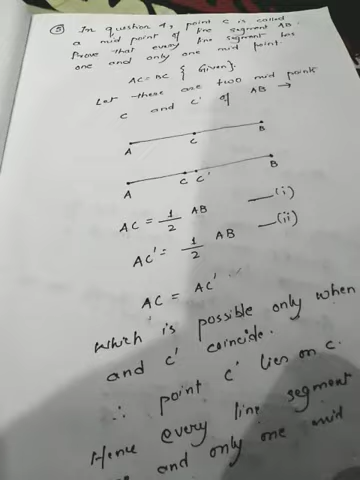 ⑤ In question 4, point C is called
a mid point of line segment AB.
Prove that every line segment has
one and only one mid point.
AC = BC { Given}.
Let there are two mid points
C and C' of AB →
A C B
A C C' B
AC = 1/2 AB —(i)
AC' = 1/2 AB —(ii)
AC = AC'
which is possible only when
and C' coincide.
∴ point C' lies on C.
Hence every line segment
and only one mid